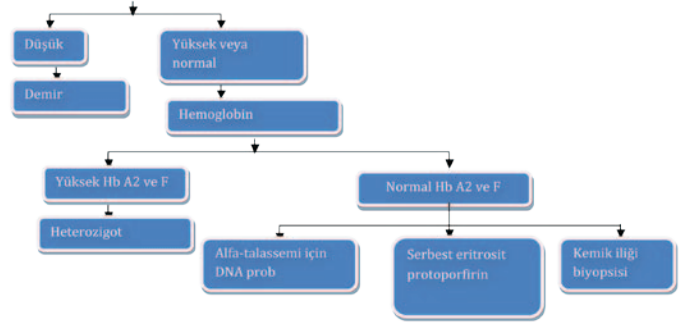 Düşük
Yüksek veya
normal
Demir
Hemoglobin
Yüksek Hb A2 ve F
Normal Hb A2 ve F
Heterozigot
Alfa-talassemi için
DNA prob
Serbest eritrosit
protoporfirin
Kemik iliği
biyopsisi